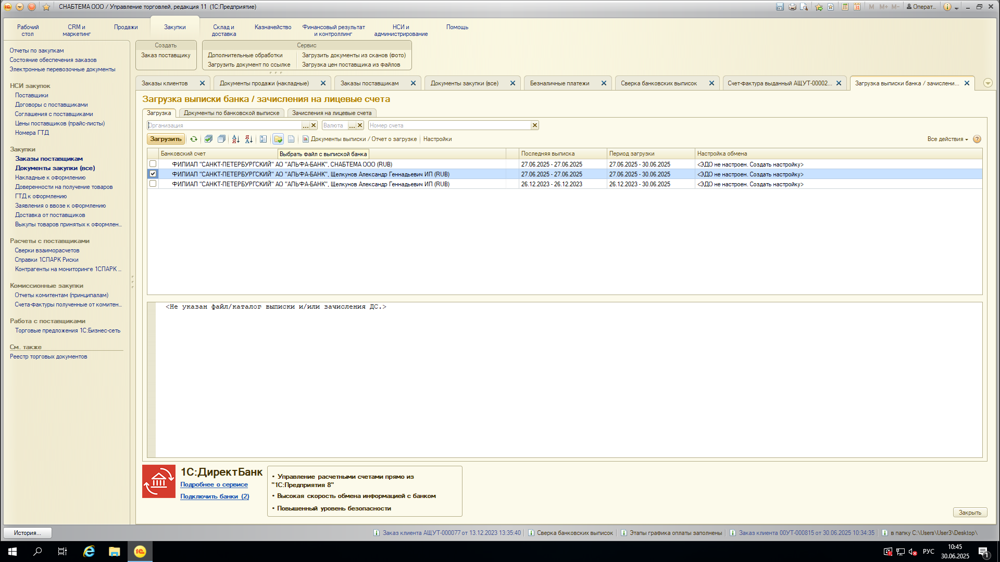 СНАБТЕМА ООО / Управление торговлей, редакция 11  (1С:Предприятие)
M M+ M-
Операт...
Рабочий стол
CRM и маркетинг
Продажи
Закупки
Склад и доставка
Казначейство
Финансовый результат и контроллинг
НСИ и администрирование
Помощь
Отчеты по закупкам
Состояние обеспечения заказов
Электронные перевозочные документы
НСИ закупок
Поставщики
Договоры с поставщиками
Соглашения с поставщиками
Цены поставщиков (прайс-листы)
Номера ГТД
Закупки
Заказы поставщикам
Документы закупки (все)
Накладные к оформлению
Доверенности на получение товаров
ГТД к оформлению
Заявления о ввозе к оформлению
Доставка от поставщиков
Выкупы товаров принятых к оформлен...
Расчеты с поставщиками
Сверки взаиморасчетов
Справки 1СПАРК Риски
Контрагенты на мониторинге 1СПАРК ...
Комиссионные закупки
Отчеты комитентам (принципалам)
Счета-фактуры полученные от комитен...
Работа с поставщиками
Торговые предложения 1С:Бизнес-сеть
См. также
Реестр торговых документов
Создать
Заказ поставщику
Сервис
Дополнительные обработки
Загрузить документы из сканов (фото)
Загрузить документ по ссылке
Загрузка цен поставщика из файлов
Заказы клиентов
Документы продажи (накладные)
Заказы поставщикам
Документы закупки (все)
Безналичные платежи
Сверка банковских выписок
Счет-фактура выданный АЩУТ-00002...
Загрузка выписки банка / зачислени...
Загрузка выписки банка / зачисления на лицевые счета
Загрузка
Документы по банковской выписке
Зачисления на лицевые счета
Организация
Валюта
Номер счета
Загрузить
Документы выписки / Отчет о загрузке
Настройки
Все действия
Банковский счет
Выбрать файл с выпиской банка
Последняя выписка
Период загрузки
Настройка обмена
ФИЛИАЛ "САНКТ-ПЕТЕРБУРГСКИЙ" АО "АЛЬФА-БАНК", СНАБТЕМА ООО (RUB) 27.06.2025 - 27.06.2025 27.06.2025 - 30.06.2025 <ЭДО не настроен. Создать настройку>
ФИЛИАЛ "САНКТ-ПЕТЕРБУРГСКИЙ" АО "АЛЬФА-БАНК", Щелкунов Александр Геннадьевич ИП (RUB) 27.06.2025 - 27.06.2025 27.06.2025 - 30.06.2025 <ЭДО не настроен. Создать настройку>
ФИЛИАЛ "САНКТ-ПЕТЕРБУРГСКИЙ" АО "АЛЬФА-БАНК", Щелкунов Александр Геннадьевич ИП (RUB) 26.12.2023 - 26.12.2023 26.12.2023 - 30.06.2025 <ЭДО не настроен. Создать настройку>
<Не указан файл/каталог выписки и/или зачисления ДС.>
1С:ДиректБанк
Подробнее о сервисе
Подключить банки (2)
• Управление расчетными счетами прямо из
"1С:Предприятия 8"
• Высокая скорость обмена информацией с банком
• Повышенный уровень безопасности
Закрыть
История...
Заказ клиента АЩУТ-000077 от 13.12.2023 13:35:40
Сверка банковских выписок
Этапы графика оплаты заполнены
Заказ клиента 00УТ-000815 от 30.06.2025 10:34:35
в папку C:\Users\User3\Desktop\
РУС
10:45
30.06.2025
1